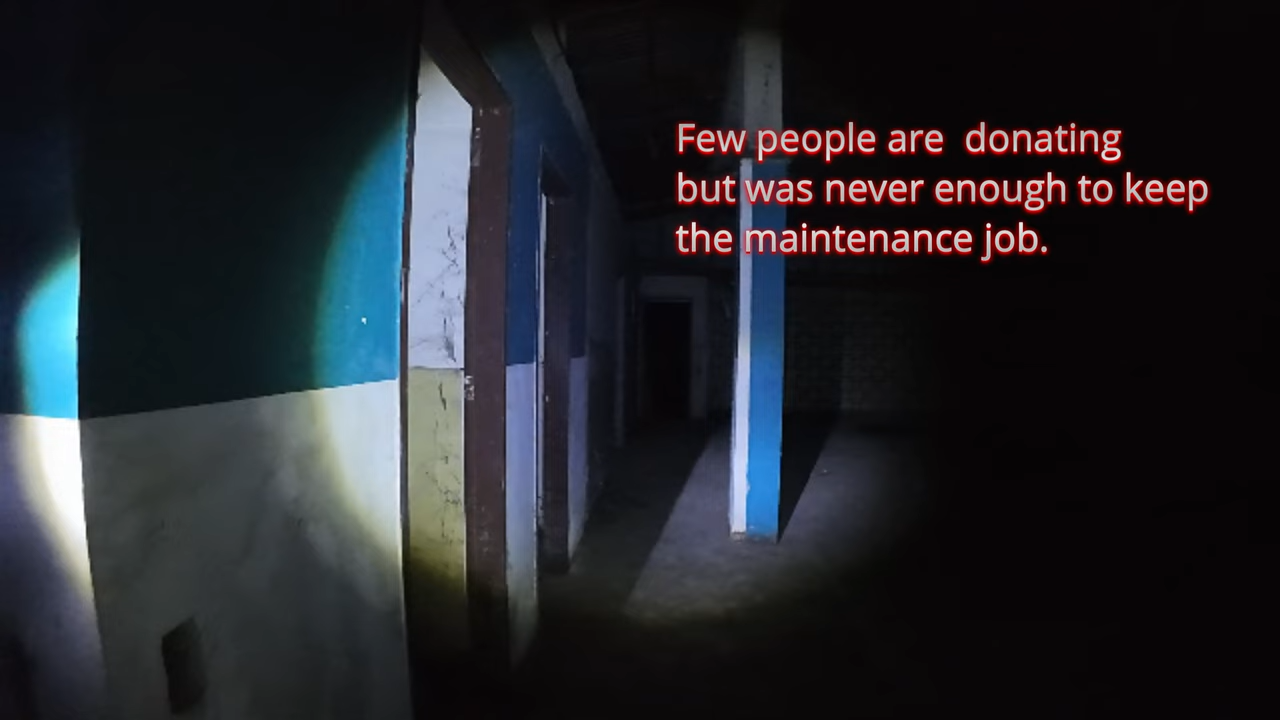 Few people are  donating
but was never enough to keep
the maintenance job.